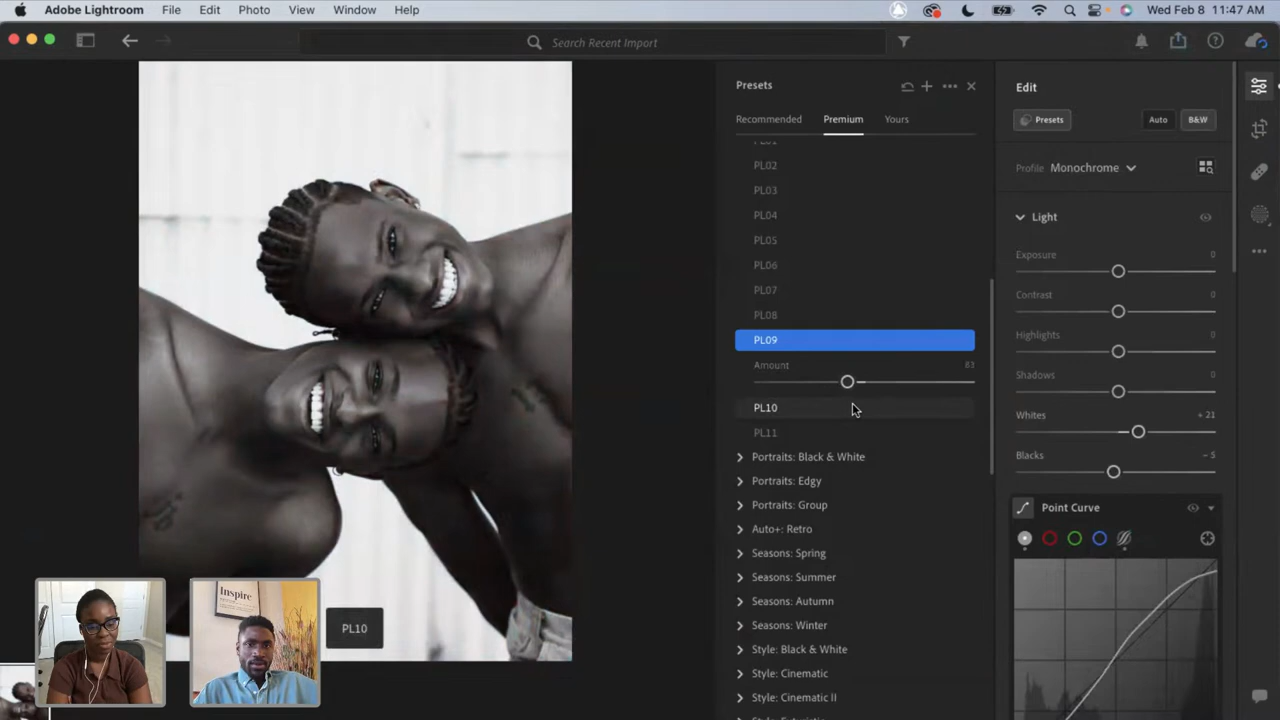 Adobe Lightroom File Edit Photo View Window Help Wed Feb 8 11:47 AM
Search Recent Import
Presets
Recommended Premium Yours
PL01
PL02
PL03
PL04
PL05
PL06
PL07
PL08
PL09
Amount 83
PL10
PL11
Portraits: Black & White
Portraits: Edgy
Portraits: Group
Auto+: Retro
Seasons: Spring
Seasons: Summer
Seasons: Autumn
Seasons: Winter
Style: Black & White
Style: Cinematic
Style: Cinematic II
Edit
Presets Auto B&W
Profile Monochrome
Light
Exposure 0
Contrast 0
Highlights 0
Shadows 0
Whites + 21
Blacks – 5
Point Curve
Inspire
PL10